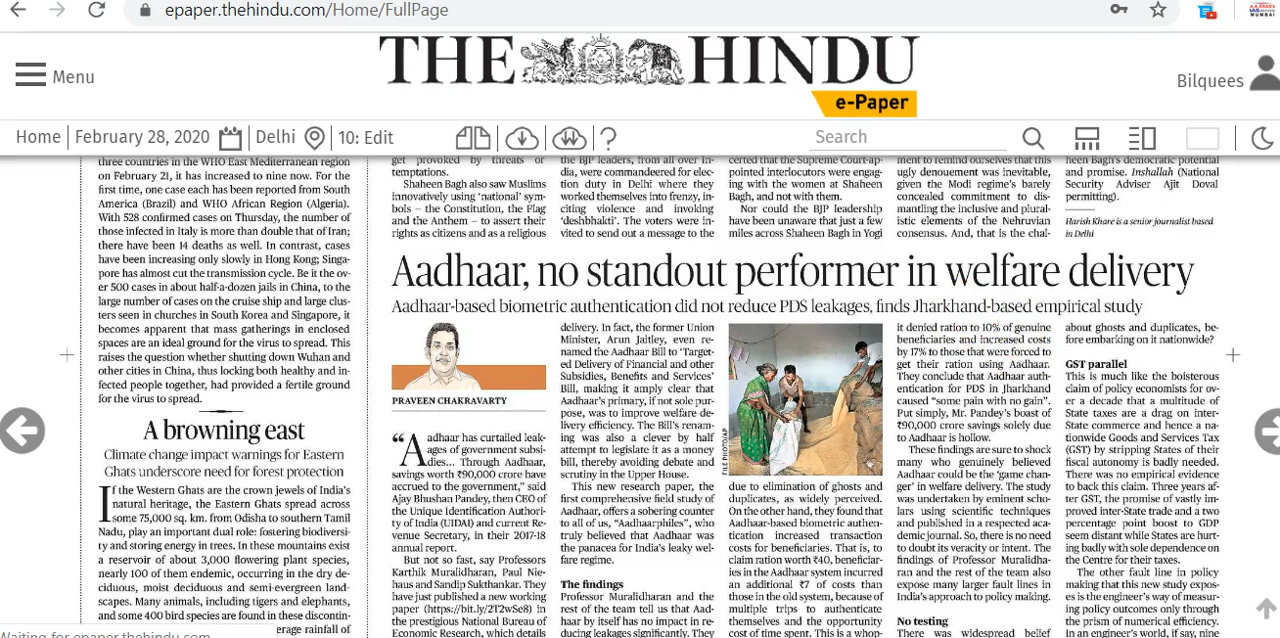 epaper.thehindu.com/Home/FullPage
Menu
THE HINDU
e-Paper
Bilquees
Home | February 28, 2020 | Delhi | 10: Edit
Search
three countries in the WHO East Mediterranean region
on February 21, it has increased to nine now. For the
first time, one case each has been reported from South
America (Brazil) and WHO African Region (Algeria).
With 528 confirmed cases on Thursday, the number of
those infected in Italy is more than double that of Iran;
there have been 14 deaths as well. In contrast, cases
have been increasing only slowly in Hong Kong; Singa-
pore has almost cut the transmission cycle. Be it the ov-
er 500 cases in about half-a-dozen jails in China, to the
large number of cases on the cruise ship and large clus-
ters seen in churches in South Korea and Singapore, it
becomes apparent that mass gatherings in enclosed
spaces are an ideal ground for the virus to spread. This
raises the question whether shutting down Wuhan and
other cities in China, thus locking both healthy and in-
fected people together, had provided a fertile ground
for the virus to spread.
A browning east
Climate change impact warnings for Eastern
Ghats underscore need for forest protection
If the Western Ghats are the crown jewels of India's
natural heritage, the Eastern Ghats spread across
some 75,000 sq. km. from Odisha to southern Tamil
Nadu, play an important dual role: fostering biodiversi-
ty and storing energy in trees. In these mountains exist
a reservoir of about 3,000 flowering plant species,
nearly 100 of them endemic, occurring in the dry de-
ciduous, moist deciduous and semi-evergreen land-
scapes. Many animals, including tigers and elephants,
and some 400 bird species are found in these discontin-
erage rainfall of
Waiting for epaper.thehindu.com
get provoked by threats or
temptations.
Shaheen Bagh also saw Muslims
innovatively using 'national' sym-
bols – the Constitution, the Flag
and the Anthem – to assert their
rights as citizens and as a religious
the BJP leaders, from all over In-
dia, were commandeered for elec-
tion duty in Delhi where they
worked themselves into frenzy, in-
citing violence and invoking
'deshbhakti'. The voters were in-
vited to send out a message to the
certed that the Supreme Court-ap-
pointed interlocutors were engag-
ing with the women at Shaheen
Bagh, and not with them.
Nor could the BJP leadership
have been unaware that just a few
miles across Shaheen Bagh in Yogi
ment to remind ourselves that this
ugly denouement was inevitable,
given the Modi regime's barely
concealed commitment to dis-
mantling the inclusive and plural-
istic elements of the Nehruvian
consensus. And, that is the chal-
heen Bagh's democratic potential
and promise. Inshallah (National
Security Adviser Ajit Doval
permitting).
Harish Khare is a senior journalist based
in Delhi
Aadhaar, no standout performer in welfare delivery
Aadhaar-based biometric authentication did not reduce PDS leakages, finds Jharkhand-based empirical study
PRAVEEN CHAKRAVARTY
“Aadhaar has curtailed leak-
ages of government subsi-
dies... Through Aadhaar,
savings worth ₹90,000 crore have
accrued to the government,” said
Ajay Bhushan Pandey, then CEO of
the Unique Identification Authori-
ty of India (UIDAI) and current Re-
venue Secretary, in their 2017-18
annual report.
But not so fast, say Professors
Karthik Muralidharan, Paul Nie-
haus and Sandip Sukthankar. They
have just published a new working
paper (https://bit.ly/2T2wSe8) in
the prestigious National Bureau of
Economic Research, which details
delivery. In fact, the former Union
Minister, Arun Jaitley, even re-
named the Aadhaar Bill to ‘Target-
ed Delivery of Financial and other
Subsidies, Benefits and Services’
Bill, making it amply clear that
Aadhaar's primary, if not sole pur-
pose, was to improve welfare de-
livery efficiency. The Bill's renam-
ing was also a clever by half
attempt to legislate it as a money
bill, thereby avoiding debate and
scrutiny in the Upper House.
This new research paper, the
first comprehensive field study of
Aadhaar, offers a sobering counter
to all of us, “Aadhaarphiles”, who
truly believed that Aadhaar was
the panacea for India's leaky wel-
fare regime.
The findings
Professor Muralidharan and the
rest of the team tell us that Aad-
haar by itself has no impact in re-
ducing leakages significantly. They
FILE PHOTO/AP
due to elimination of ghosts and
duplicates, as widely perceived.
On the other hand, they found that
Aadhaar-based biometric authen-
tication increased transaction
costs for beneficiaries. That is, to
claim ration worth ₹40, beneficiar-
ies in the Aadhaar system incurred
an additional ₹7 of costs than
those in the old system, because of
multiple trips to authenticate
themselves and the opportunity
cost of time spent. This is a whop-
it denied ration to 10% of genuine
beneficiaries and increased costs
by 17% to those that were forced to
get their ration using Aadhaar.
They conclude that Aadhaar auth-
entication for PDS in Jharkhand
caused “some pain with no gain”.
Put simply, Mr. Pandey's boast of
₹90,000 crore savings solely due
to Aadhaar is hollow.
These findings are sure to shock
many who genuinely believed
Aadhaar could be the ‘game chan-
ger’ in welfare delivery. The study
was undertaken by eminent scho-
lars using scientific techniques
and published in a respected aca-
demic journal. So, there is no need
to doubt its veracity or intent. The
findings of Professor Muralidha-
ran and the rest of the team also
expose many larger fault lines in
India's approach to policy making.
No testing
There was widespread belief
about ghosts and duplicates, be-
fore embarking on it nationwide?
GST parallel
This is much like the boisterous
claim of policy economists for ov-
er a decade that a multitude of
State taxes are a drag on inter-
State commerce and hence a na-
tionwide Goods and Services Tax
(GST) by stripping States of their
fiscal autonomy is badly needed.
There was no empirical evidence
to back this claim. Three years af-
ter GST, the promise of vastly im-
proved inter-State trade and a two
percentage point boost to GDP
seem distant while States are hurt-
ing badly with sole dependence on
the Centre for their taxes.
The other fault line in policy
making that this new study expos-
es is the engineer's way of measur-
ing policy outcomes only through
the prism of numerical efficiency.
In an engineer's world, if say